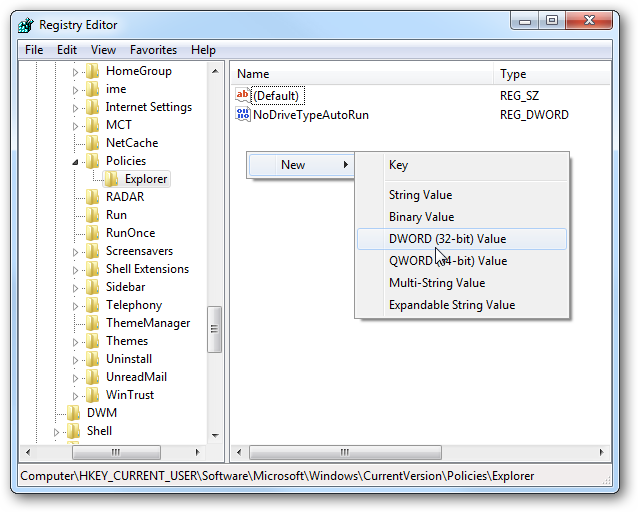 Registry Editor
File Edit View Favorites Help
HomeGroup
ime
Internet Settings
MCT
NetCache
Policies
Explorer
RADAR
Run
RunOnce
Screensavers
Shell Extensions
Sidebar
Telephony
ThemeManager
Themes
Uninstall
UnreadMail
WinTrust
DWM
Shell
Name Type
ab (Default) REG_SZ
NoDriveTypeAutoRun REG_DWORD
New
Key
String Value
Binary Value
DWORD (32-bit) Value
QWORD 4-bit) Value
Multi-String Value
Expandable String Value
Computer\HKEY_CURRENT_USER\Software\Microsoft\Windows\CurrentVersion\Policies\Explorer